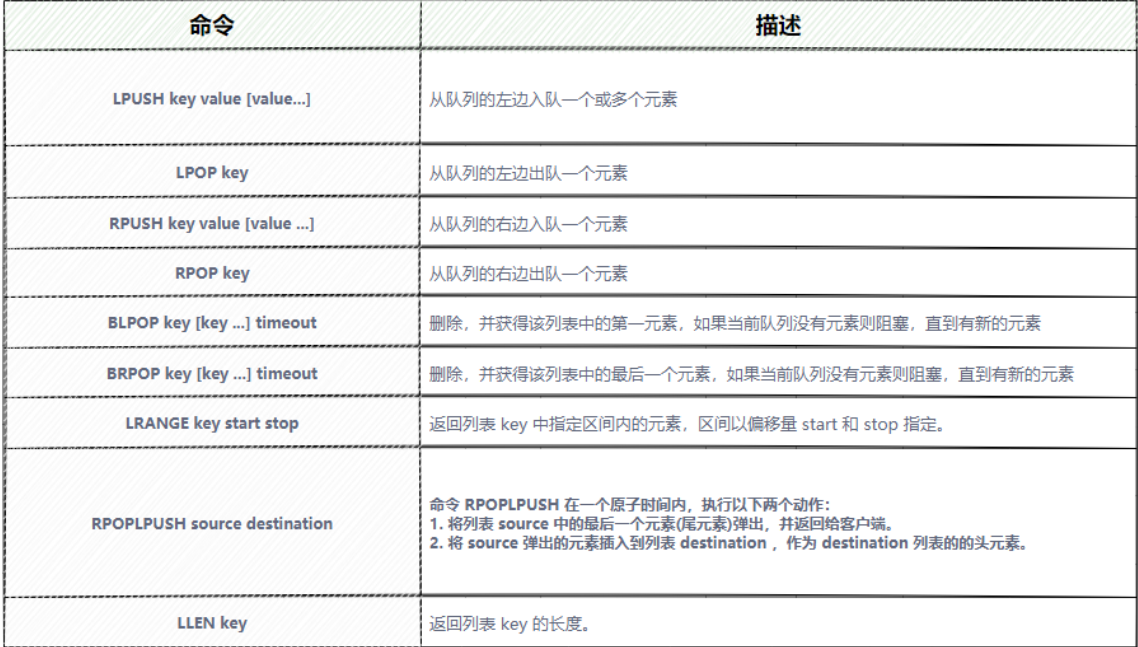 命令
描述
LPUSH key value [value...]
从队列的左边入队一个或多个元素
LPOP key
从队列的左边出队一个元素
RPUSH key value [value ...]
从队列的右边入队一个元素
RPOP key
从队列的右边出队一个元素
BLPOP key [key ...] timeout
删除，并获得该列表中的第一元素，如果当前队列没有元素则阻塞，直到有新的元素
BRPOP key [key ...] timeout
删除，并获得该列表中的最后一个元素，如果当前队列没有元素则阻塞，直到有新的元素
LRANGE key start stop
返回列表 key 中指定区间内的元素，区间以偏移量 start 和 stop 指定。
RPOPLPUSH source destination
命令 RPOPLPUSH 在一个原子时间内，执行以下两个动作：
1. 将列表 source 中的最后一个元素(尾元素)弹出，并返回给客户端。
2. 将 source 弹出的元素插入到列表 destination ，作为 destination 列表的的头元素。
LLEN key
返回列表 key 的长度。